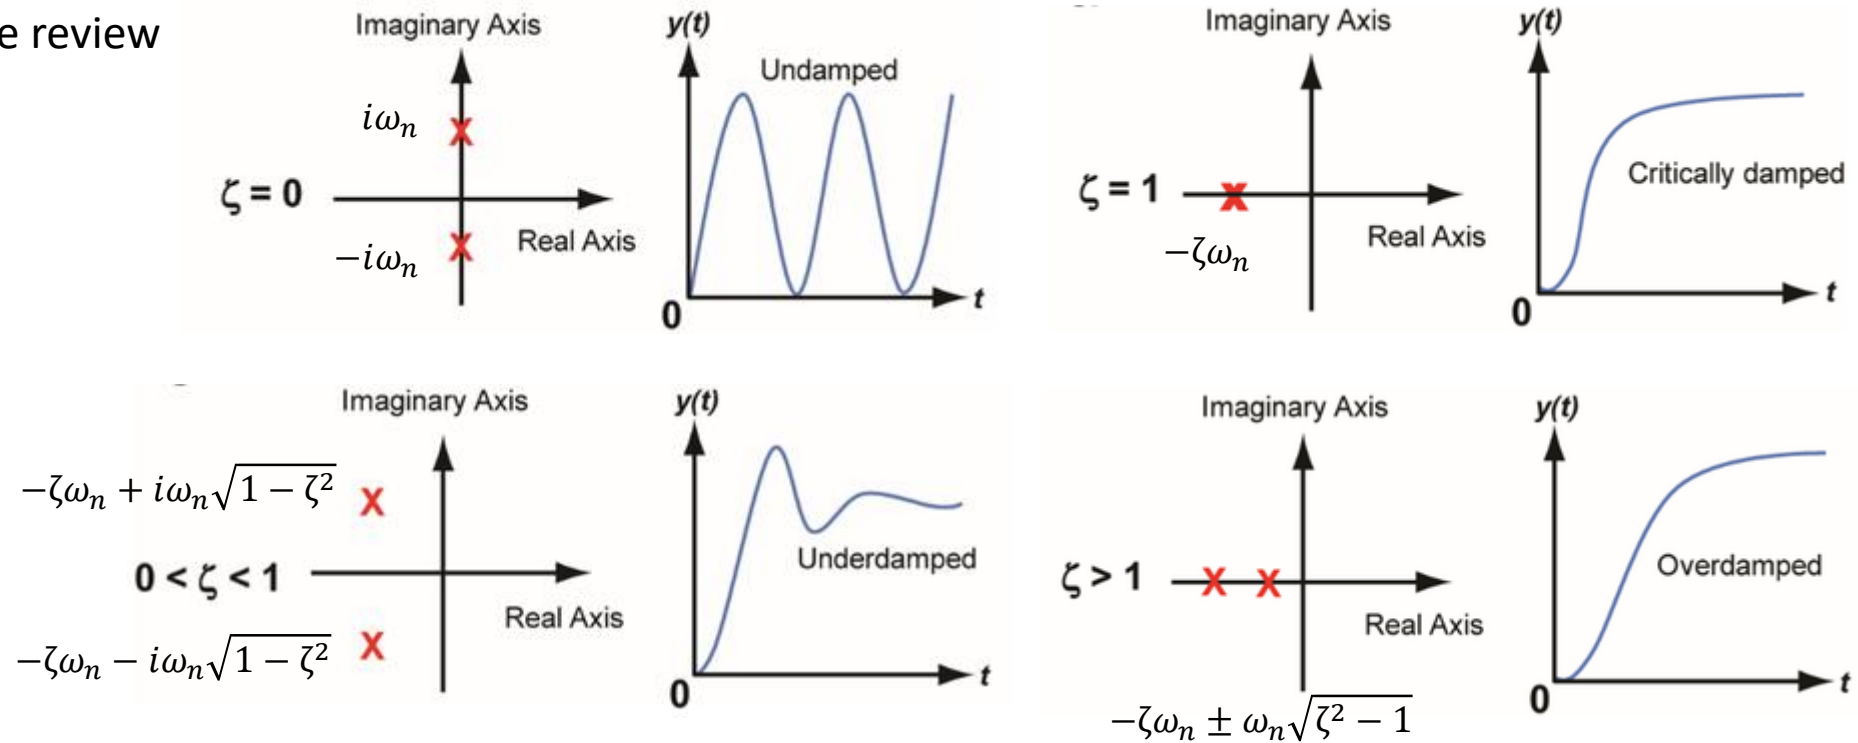 e review
Imaginary Axis
y(t)
Undamped
iωₙ
ζ = 0
Real Axis
−iωₙ
0
t
Imaginary Axis
y(t)
ζ = 1
Critically damped
Real Axis
−ζωₙ
0
t
Imaginary Axis
y(t)
−ζωₙ + iωₙ√(1 − ζ²)
0 < ζ < 1
Underdamped
Real Axis
−ζωₙ − iωₙ√(1 − ζ²)
0
t
Imaginary Axis
y(t)
ζ > 1
Overdamped
Real Axis
0
t
−ζωₙ ± ωₙ√(ζ² − 1)